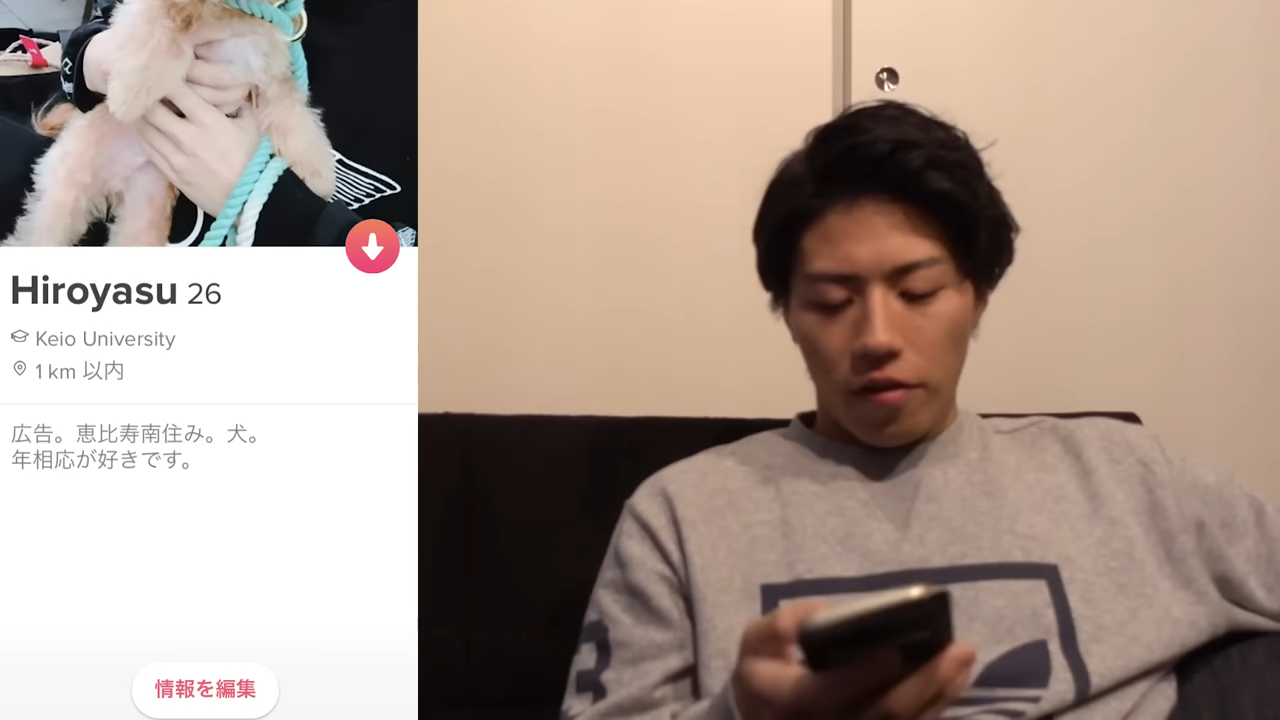 Hiroyasu 26
Keio University
1 km 以内
広告。恵比寿南住み。犬。
年相応が好きです。
情報を編集